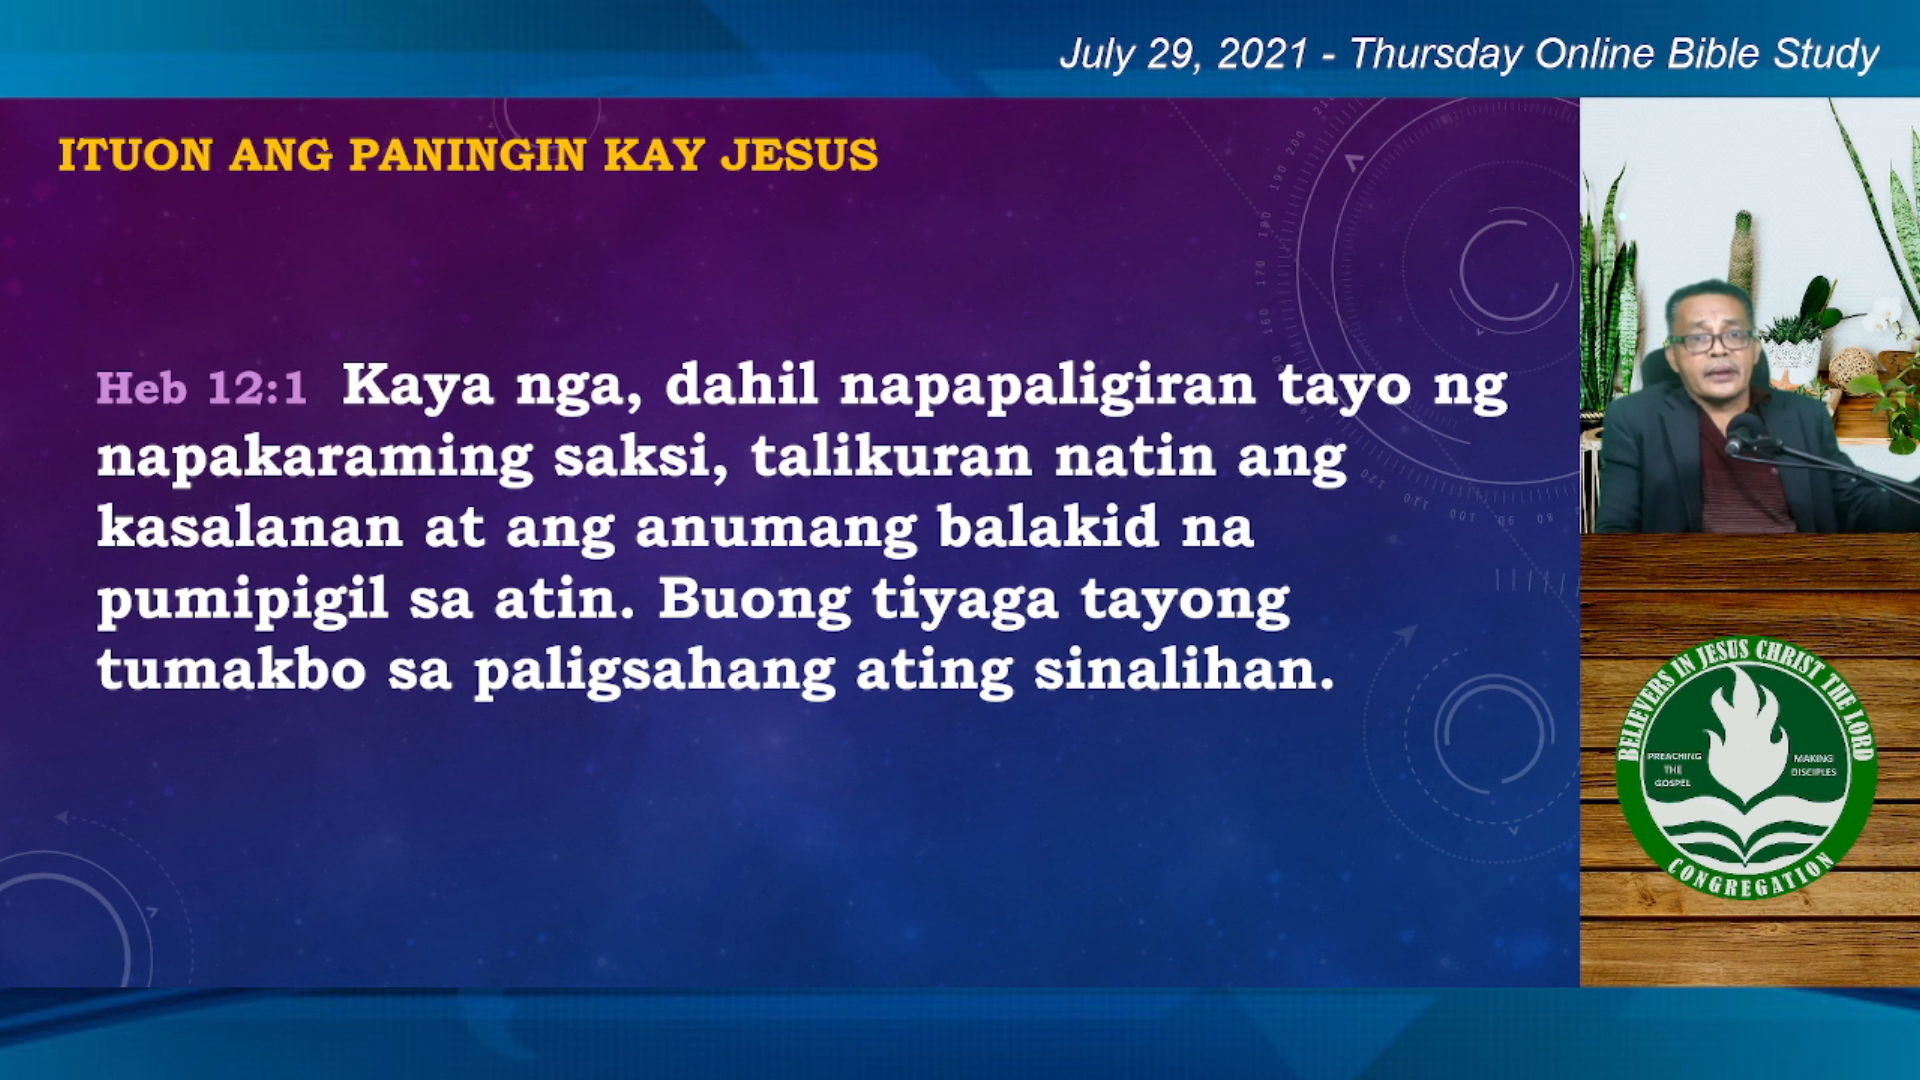 July 29, 2021 - Thursday Online Bible Study
ITUON ANG PANINGIN KAY JESUS
Heb 12:1 Kaya nga, dahil napapaligiran tayo ng
napakaraming saksi, talikuran natin ang
kasalanan at ang anumang balakid na
pumipigil sa atin. Buong tiyaga tayong
tumakbo sa paligsahang ating sinalihan.
BELIEVERS IN JESUS CHRIST THE LORD
PREACHING
THE
GOSPEL
MAKING
DISCIPLES
CONGREGATION